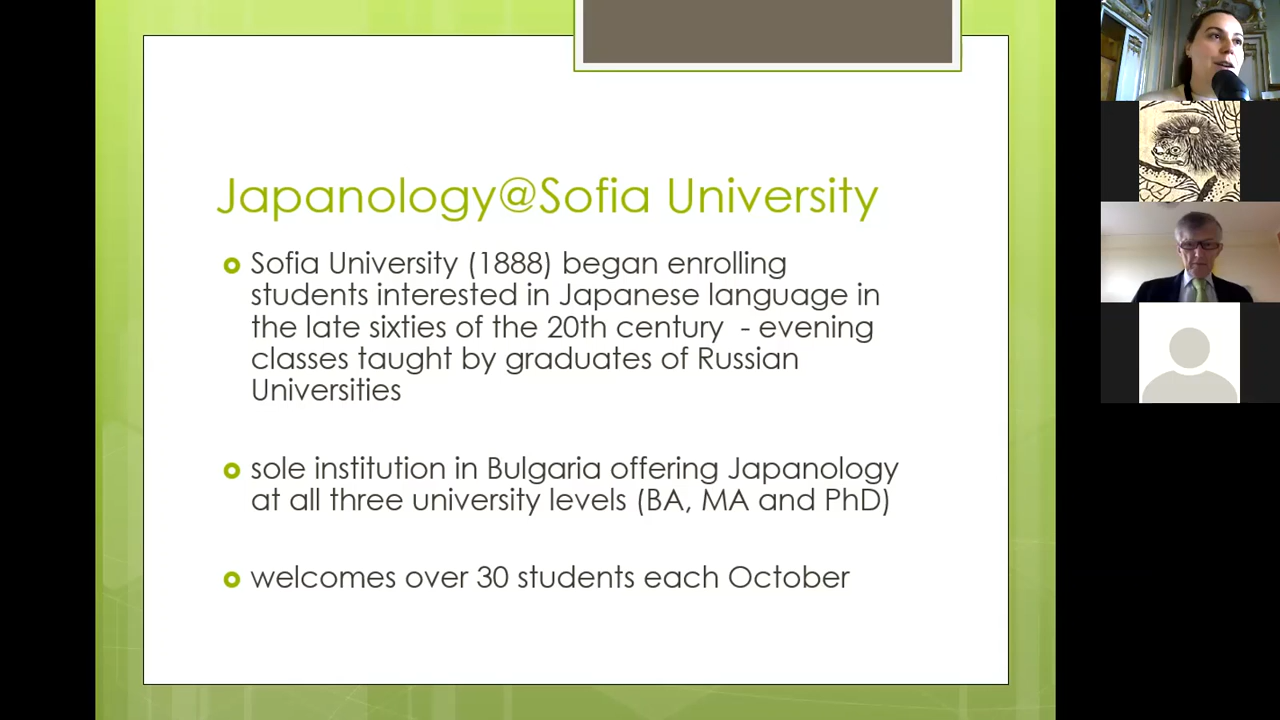 Japanology@Sofia University
Sofia University (1888) began enrolling
students interested in Japanese language in
the late sixties of the 20th century - evening
classes taught by graduates of Russian
Universities
sole institution in Bulgaria offering Japanology
at all three university levels (BA, MA and PhD)
welcomes over 30 students each October